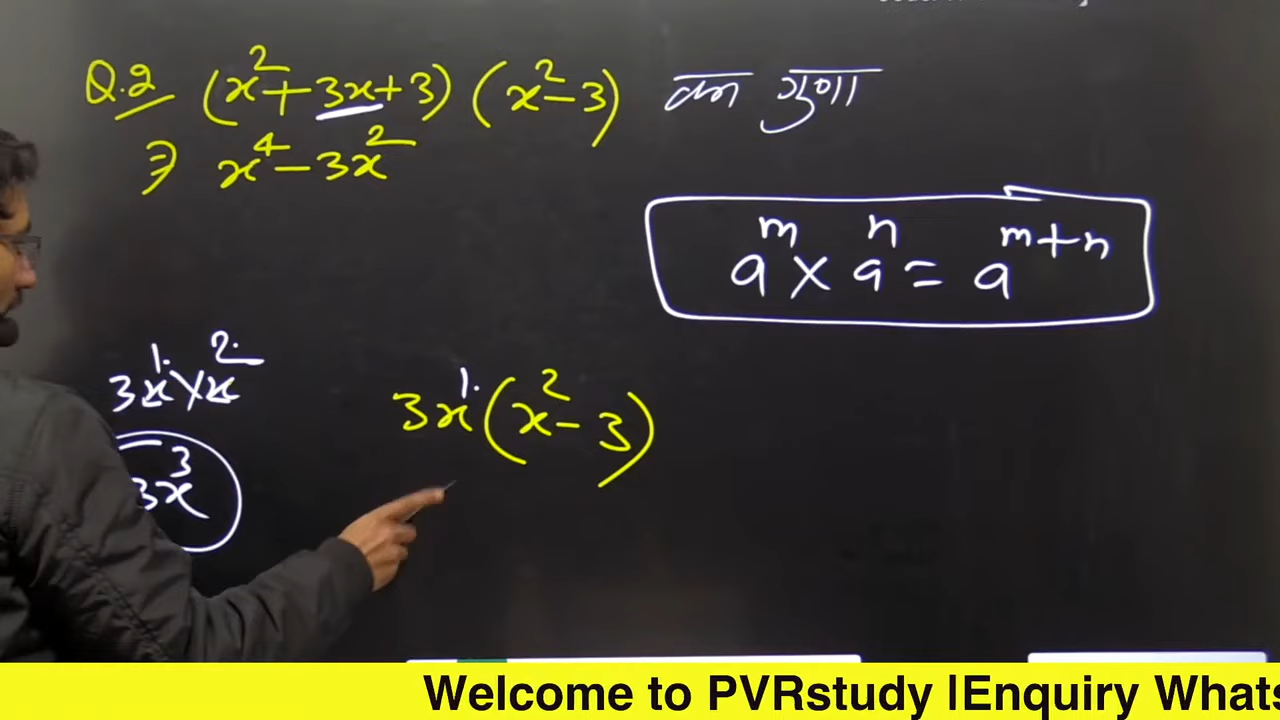 Q.2 (x²+3x+3) (x²-3) का गुणा
⇒ x⁴-3x²
aᵐ × aⁿ = aᵐ⁺ⁿ
3x¹·×x²·
3x¹·(x²-3)
3x³
Welcome to PVRstudy |Enquiry